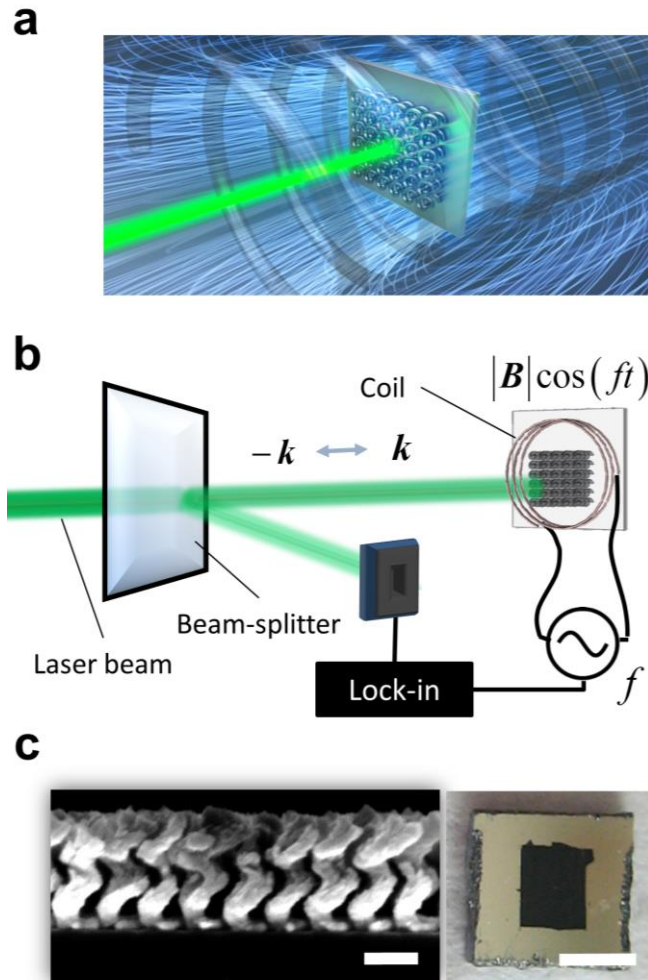 a
b
|B|cos(ft)
Coil
-k k
Beam-splitter
Laser beam
Lock-in
f
c